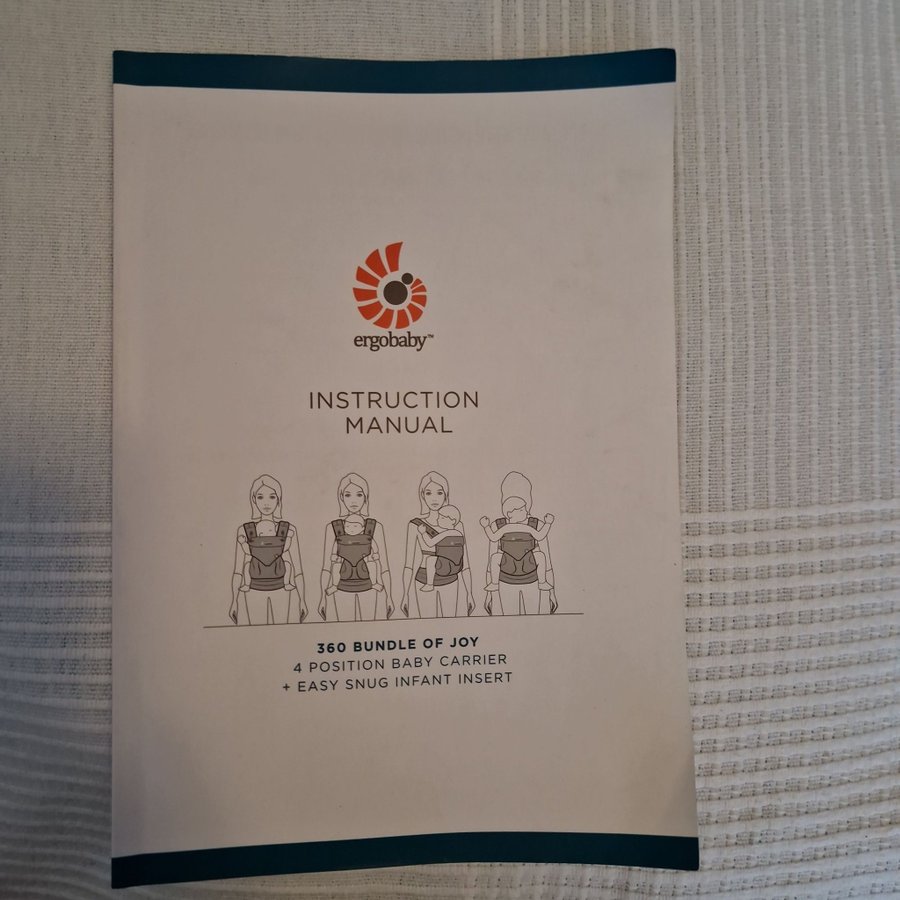 ergobaby™
INSTRUCTION
MANUAL
360 BUNDLE OF JOY
4 POSITION BABY CARRIER
+ EASY SNUG INFANT INSERT